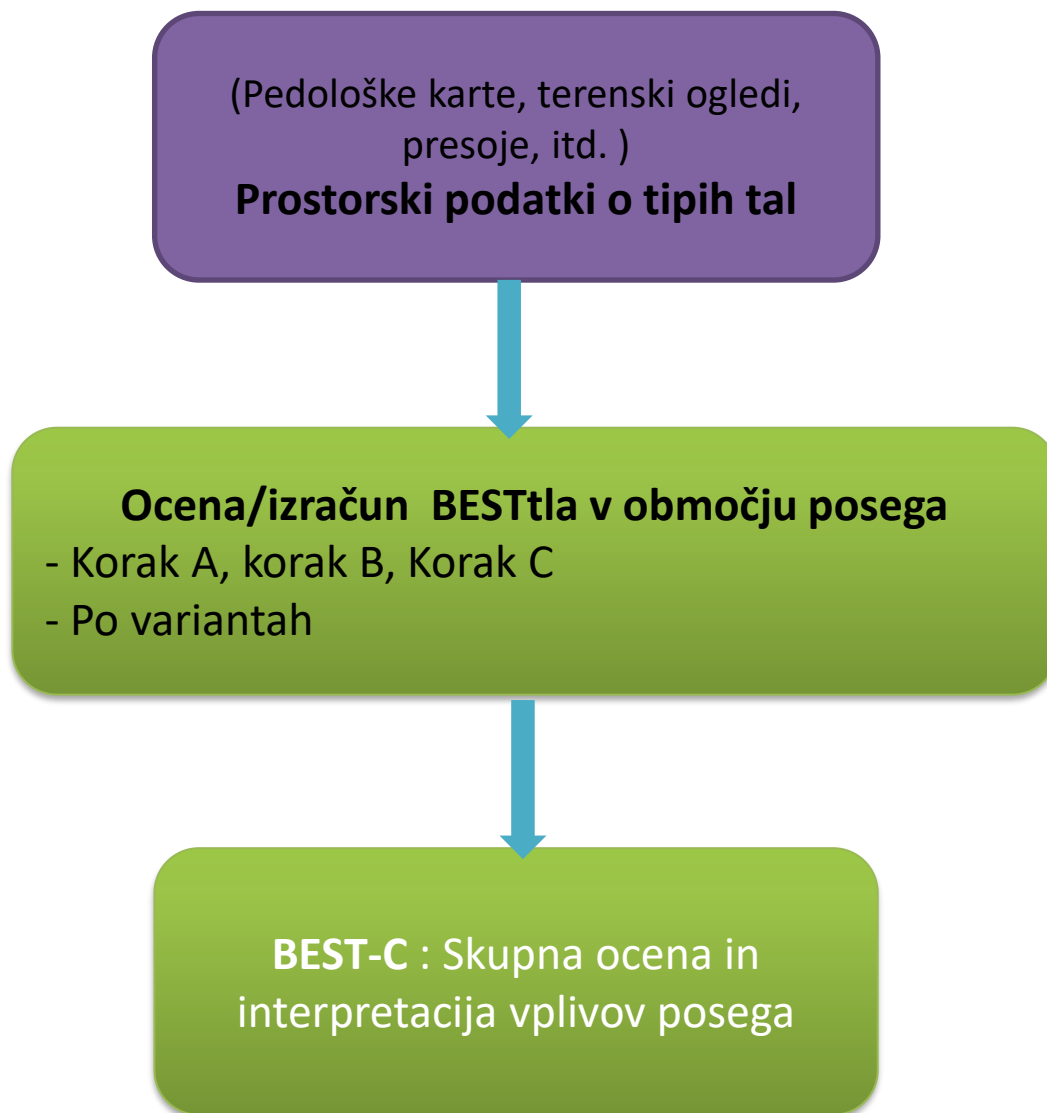 (Pedološke karte, terenski ogledi,
presoje, itd. )
Prostorski podatki o tipih tal
Ocena/izračun BESTtla v območju posega
- Korak A, korak B, Korak C
- Po variantah
BEST-C : Skupna ocena in
interpretacija vplivov posega